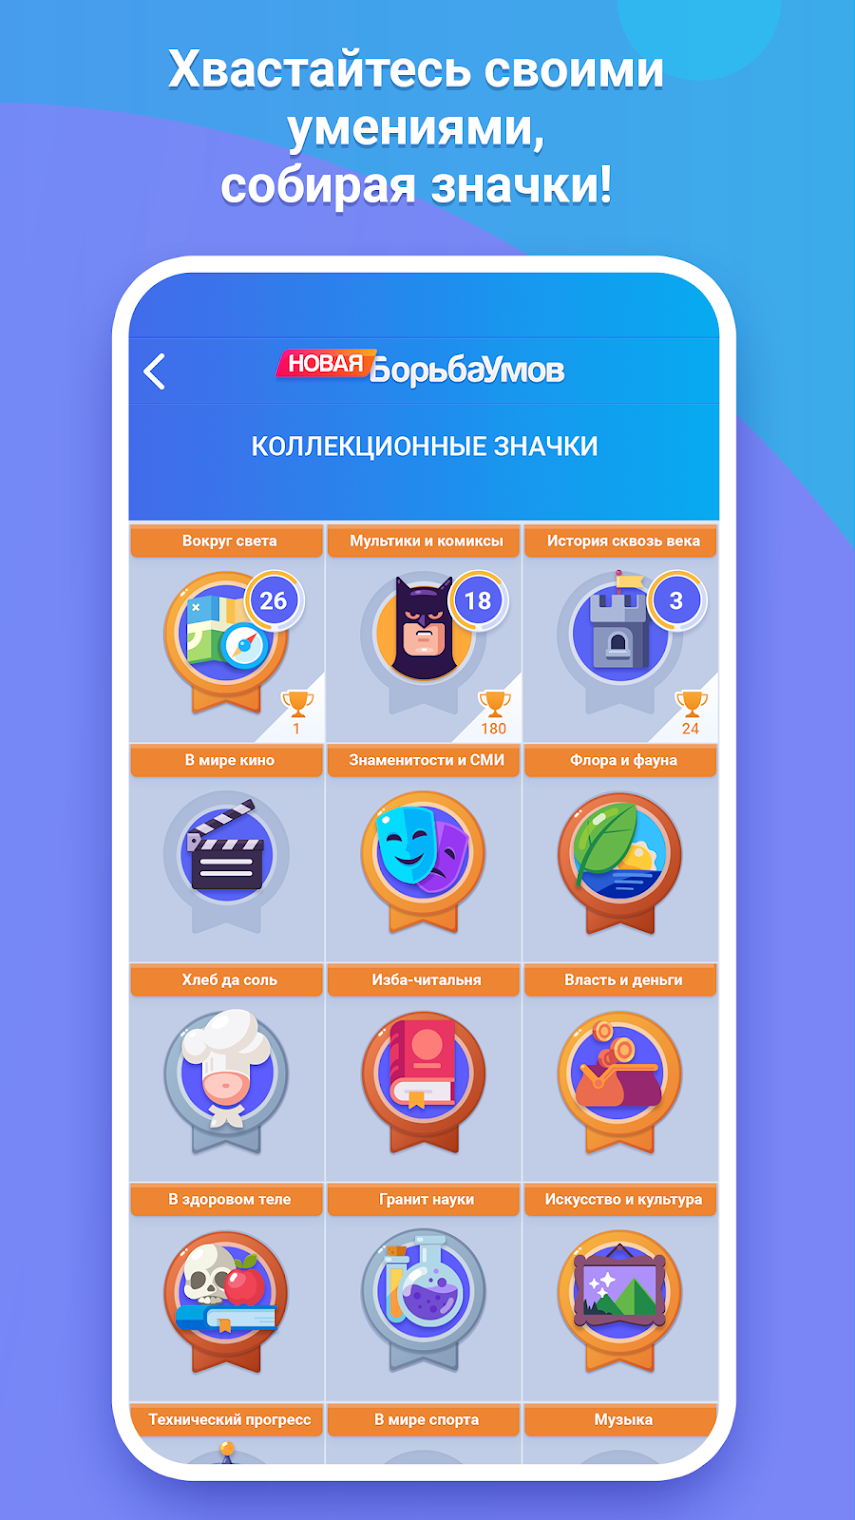 Хвастайтесь своими
умениями,
собирая значки!
НОВАЯ БорьбаУмов
КОЛЛЕКЦИОННЫЕ ЗНАЧКИ
Вокруг света Мультики и комиксы История сквозь века
26 18 3
1 180 24
В мире кино Знаменитости и СМИ Флора и фауна
Хлеб да соль Изба-читальня Власть и деньги
В здоровом теле Гранит науки Искусство и культура
Технический прогресс В мире спорта Музыка